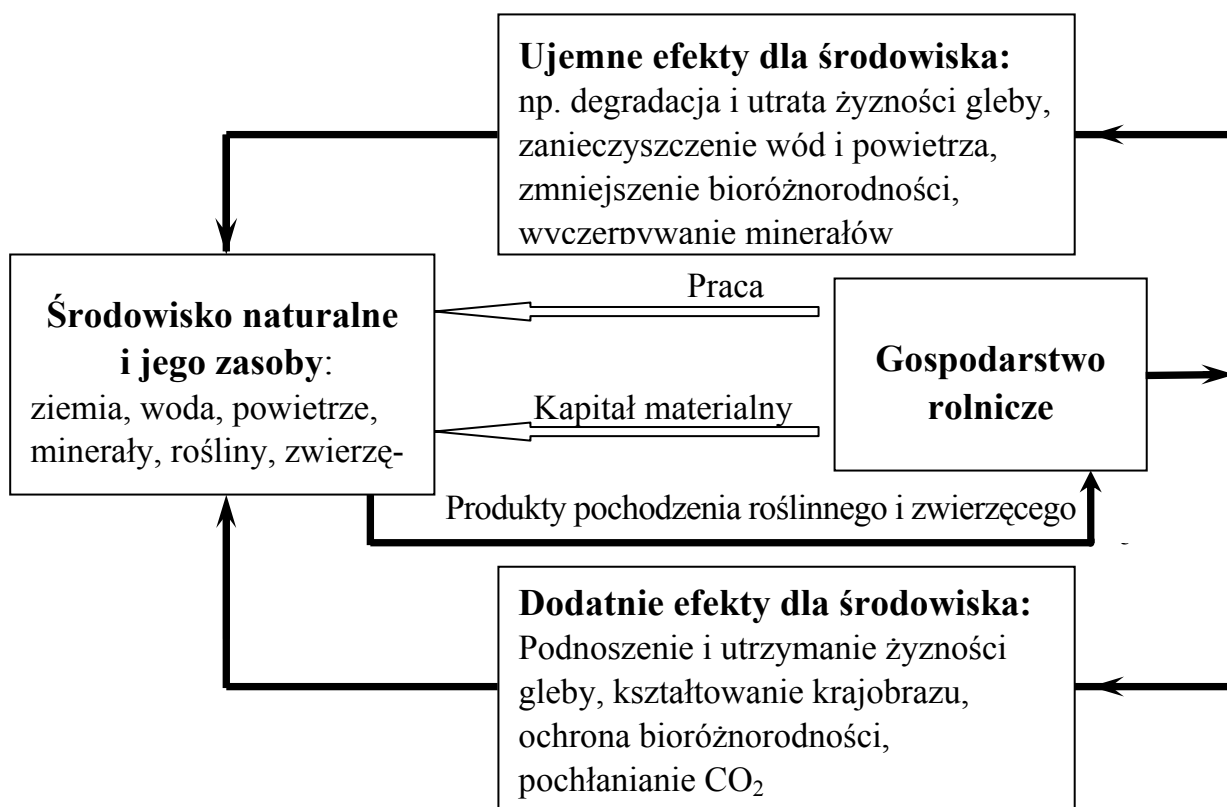 Ujemne efekty dla środowiska:
np. degradacja i utrata żyzności gleby,
zanieczyszczenie wód i powietrza,
zmniejszenie bioróżnorodności,
wyczerpywanie minerałów
Środowisko naturalne
i jego zasoby:
ziemia, woda, powietrze,
minerały, rośliny, zwierzę-
Praca
Kapitał materialny
Gospodarstwo
rolnicze
Produkty pochodzenia roślinnego i zwierzęcego
Dodatnie efekty dla środowiska:
Podnoszenie i utrzymanie żyzności
gleby, kształtowanie krajobrazu,
ochrona bioróżnorodności,
pochłanianie CO₂